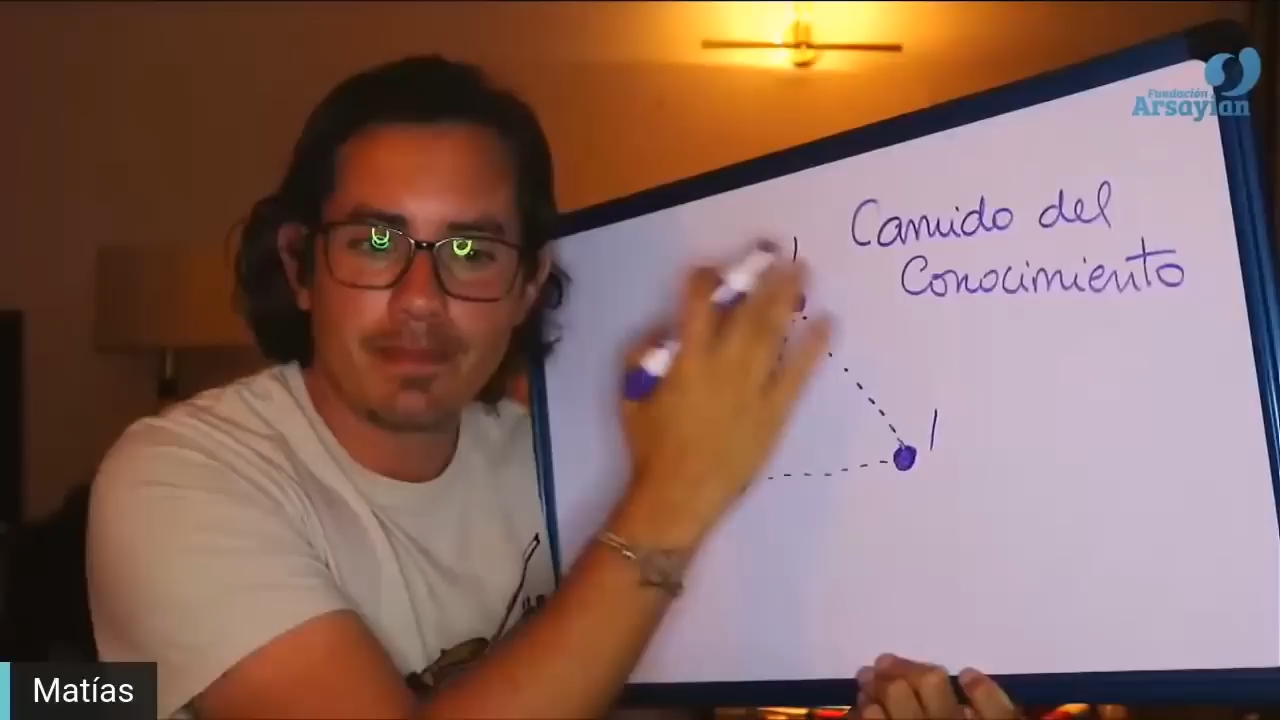 Fundación
Arsayian
Camido del
Conocimiento
1
1
Matías